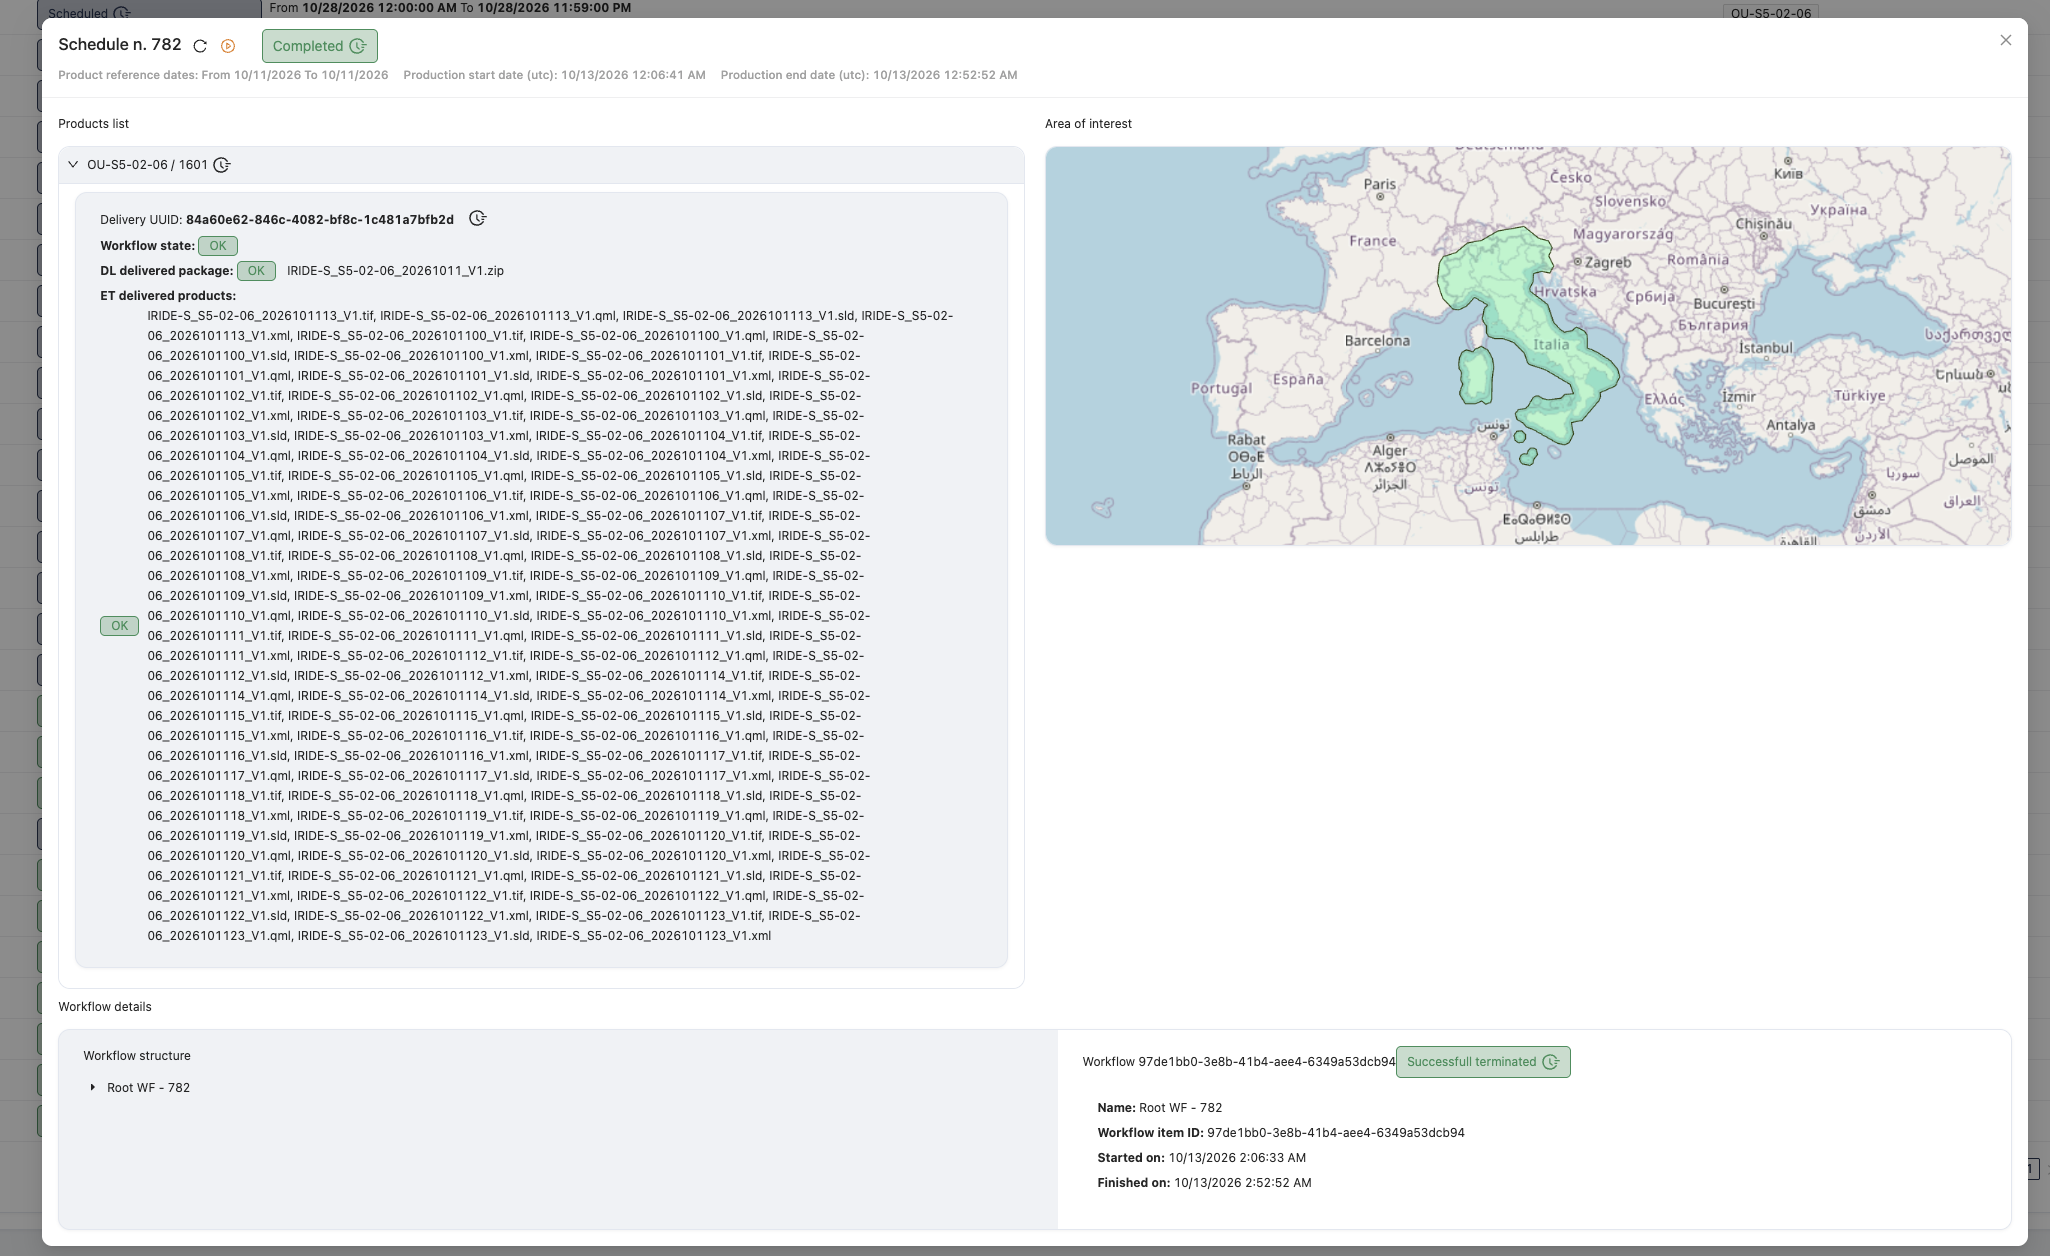 Scheduled
From 10/28/2026 12:00:00 AM To 10/28/2026 11:59:00 PM
OU-S5-02-06
Schedule n. 782
Completed
Product reference dates: From 10/11/2026 To 10/11/2026 Production start date (utc): 10/13/2026 12:06:41 AM Production end date (utc): 10/13/2026 12:52:52 AM
Products list
OU-S5-02-06 / 1601
Delivery UUID: 84a60e62-846c-4082-bf8c-1c481a7bfb2d
Workflow state: OK
DL delivered package: OK IRIDE-S_S5-02-06_20261011_V1.zip
ET delivered products:
OK
IRIDE-S_S5-02-06_2026101113_V1.tif, IRIDE-S_S5-02-06_2026101113_V1.qml, IRIDE-S_S5-02-06_2026101113_V1.sld, IRIDE-S_S5-02-
06_2026101113_V1.xml, IRIDE-S_S5-02-06_2026101100_V1.tif, IRIDE-S_S5-02-06_2026101100_V1.qml, IRIDE-S_S5-02-
06_2026101100_V1.sld, IRIDE-S_S5-02-06_2026101100_V1.xml, IRIDE-S_S5-02-06_2026101101_V1.tif, IRIDE-S_S5-02-
06_2026101101_V1.qml, IRIDE-S_S5-02-06_2026101101_V1.sld, IRIDE-S_S5-02-06_2026101101_V1.xml, IRIDE-S_S5-02-
06_2026101102_V1.tif, IRIDE-S_S5-02-06_2026101102_V1.qml, IRIDE-S_S5-02-06_2026101102_V1.sld, IRIDE-S_S5-02-
06_2026101102_V1.xml, IRIDE-S_S5-02-06_2026101103_V1.tif, IRIDE-S_S5-02-06_2026101103_V1.qml, IRIDE-S_S5-02-
06_2026101103_V1.sld, IRIDE-S_S5-02-06_2026101103_V1.xml, IRIDE-S_S5-02-06_2026101104_V1.tif, IRIDE-S_S5-02-
06_2026101104_V1.qml, IRIDE-S_S5-02-06_2026101104_V1.sld, IRIDE-S_S5-02-06_2026101104_V1.xml, IRIDE-S_S5-02-
06_2026101105_V1.tif, IRIDE-S_S5-02-06_2026101105_V1.qml, IRIDE-S_S5-02-06_2026101105_V1.sld, IRIDE-S_S5-02-
06_2026101105_V1.xml, IRIDE-S_S5-02-06_2026101106_V1.tif, IRIDE-S_S5-02-06_2026101106_V1.qml, IRIDE-S_S5-02-
06_2026101106_V1.sld, IRIDE-S_S5-02-06_2026101106_V1.xml, IRIDE-S_S5-02-06_2026101107_V1.tif, IRIDE-S_S5-02-
06_2026101107_V1.qml, IRIDE-S_S5-02-06_2026101107_V1.sld, IRIDE-S_S5-02-06_2026101107_V1.xml, IRIDE-S_S5-02-
06_2026101108_V1.tif, IRIDE-S_S5-02-06_2026101108_V1.qml, IRIDE-S_S5-02-06_2026101108_V1.sld, IRIDE-S_S5-02-
06_2026101108_V1.xml, IRIDE-S_S5-02-06_2026101109_V1.tif, IRIDE-S_S5-02-06_2026101109_V1.qml, IRIDE-S_S5-02-
06_2026101109_V1.sld, IRIDE-S_S5-02-06_2026101109_V1.xml, IRIDE-S_S5-02-06_2026101110_V1.tif, IRIDE-S_S5-02-
06_2026101110_V1.qml, IRIDE-S_S5-02-06_2026101110_V1.sld, IRIDE-S_S5-02-06_2026101110_V1.xml, IRIDE-S_S5-02-
06_2026101111_V1.tif, IRIDE-S_S5-02-06_2026101111_V1.qml, IRIDE-S_S5-02-06_2026101111_V1.sld, IRIDE-S_S5-02-
06_2026101111_V1.xml, IRIDE-S_S5-02-06_2026101112_V1.tif, IRIDE-S_S5-02-06_2026101112_V1.qml, IRIDE-S_S5-02-
06_2026101112_V1.sld, IRIDE-S_S5-02-06_2026101112_V1.xml, IRIDE-S_S5-02-06_2026101114_V1.tif, IRIDE-S_S5-02-
06_2026101114_V1.qml, IRIDE-S_S5-02-06_2026101114_V1.sld, IRIDE-S_S5-02-06_2026101114_V1.xml, IRIDE-S_S5-02-
06_2026101115_V1.tif, IRIDE-S_S5-02-06_2026101115_V1.qml, IRIDE-S_S5-02-06_2026101115_V1.sld, IRIDE-S_S5-02-
06_2026101115_V1.xml, IRIDE-S_S5-02-06_2026101116_V1.tif, IRIDE-S_S5-02-06_2026101116_V1.qml, IRIDE-S_S5-02-
06_2026101116_V1.sld, IRIDE-S_S5-02-06_2026101116_V1.xml, IRIDE-S_S5-02-06_2026101117_V1.tif, IRIDE-S_S5-02-
06_2026101117_V1.qml, IRIDE-S_S5-02-06_2026101117_V1.sld, IRIDE-S_S5-02-06_2026101117_V1.xml, IRIDE-S_S5-02-
06_2026101118_V1.tif, IRIDE-S_S5-02-06_2026101118_V1.qml, IRIDE-S_S5-02-06_2026101118_V1.sld, IRIDE-S_S5-02-
06_2026101118_V1.xml, IRIDE-S_S5-02-06_2026101119_V1.tif, IRIDE-S_S5-02-06_2026101119_V1.qml, IRIDE-S_S5-02-
06_2026101119_V1.sld, IRIDE-S_S5-02-06_2026101119_V1.xml, IRIDE-S_S5-02-06_2026101120_V1.tif, IRIDE-S_S5-02-
06_2026101120_V1.qml, IRIDE-S_S5-02-06_2026101120_V1.sld, IRIDE-S_S5-02-06_2026101120_V1.xml, IRIDE-S_S5-02-
06_2026101121_V1.tif, IRIDE-S_S5-02-06_2026101121_V1.qml, IRIDE-S_S5-02-06_2026101121_V1.sld, IRIDE-S_S5-02-
06_2026101121_V1.xml, IRIDE-S_S5-02-06_2026101122_V1.tif, IRIDE-S_S5-02-06_2026101122_V1.qml, IRIDE-S_S5-02-
06_2026101122_V1.sld, IRIDE-S_S5-02-06_2026101122_V1.xml, IRIDE-S_S5-02-06_2026101123_V1.tif, IRIDE-S_S5-02-
06_2026101123_V1.qml, IRIDE-S_S5-02-06_2026101123_V1.sld, IRIDE-S_S5-02-06_2026101123_V1.xml
Area of interest
Paris
Česko
Київ
Slovensko
Україна
Chișinău
Magyarország
France
Zagreb
România
Hrvatska
Србија
București
България
Italia
Barcelona
İstanbul
España
Portugal
Ελλάς
İzmir
Türkiye
Antalya
تونس
Rabat
ⵔⴱⴰⵟ
الرباط
Alger
الجزائر
تونس
الموصل
سوريا
العراق
دمشق
طرابلس
الأردن
القاهرة
Workflow details
Workflow structure
Root WF - 782
Workflow 97de1bb0-3e8b-41b4-aee4-6349a53dcb94 Successfull terminated
Name: Root WF - 782
Workflow item ID: 97de1bb0-3e8b-41b4-aee4-6349a53dcb94
Started on: 10/13/2026 2:06:33 AM
Finished on: 10/13/2026 2:52:52 AM